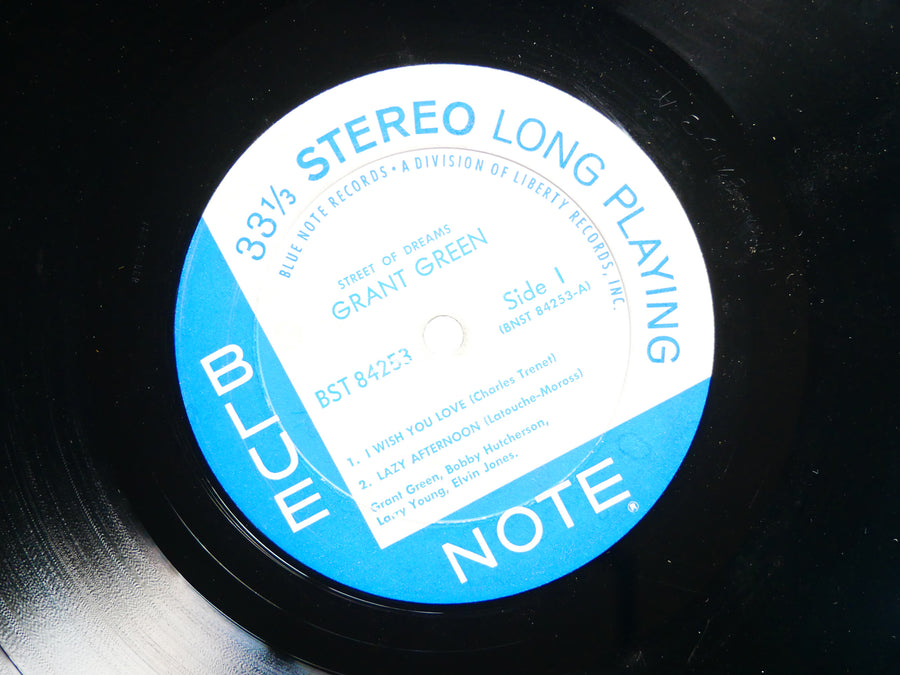 33⅓ STEREO LONG PLAYING
BLUE NOTE RECORDS • A DIVISION OF LIBERTY RECORDS, INC.
STREET OF DREAMS
GRANT GREEN
Side 1
(BNST 84253-A)
BST 84253
1. I WISH YOU LOVE (Charles Trenet)
2. LAZY AFTERNOON (Latouche-Moross)
Grant Green, Bobby Hutcherson,
Larry Young, Elvin Jones.
BLUE NOTE ®